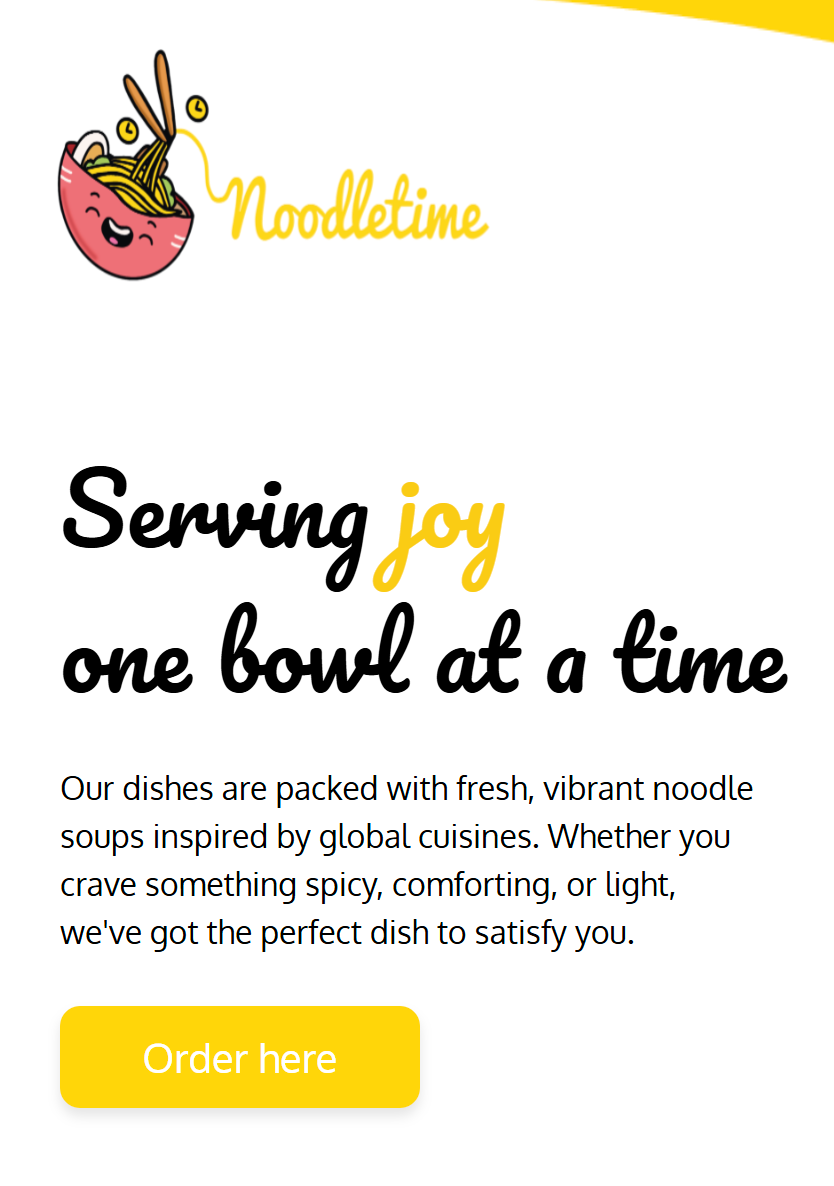 Noodletime
Serving joy
one bowl at a time
Our dishes are packed with fresh, vibrant noodle
soups inspired by global cuisines. Whether you
crave something spicy, comforting, or light,
we've got the perfect dish to satisfy you.
Order here